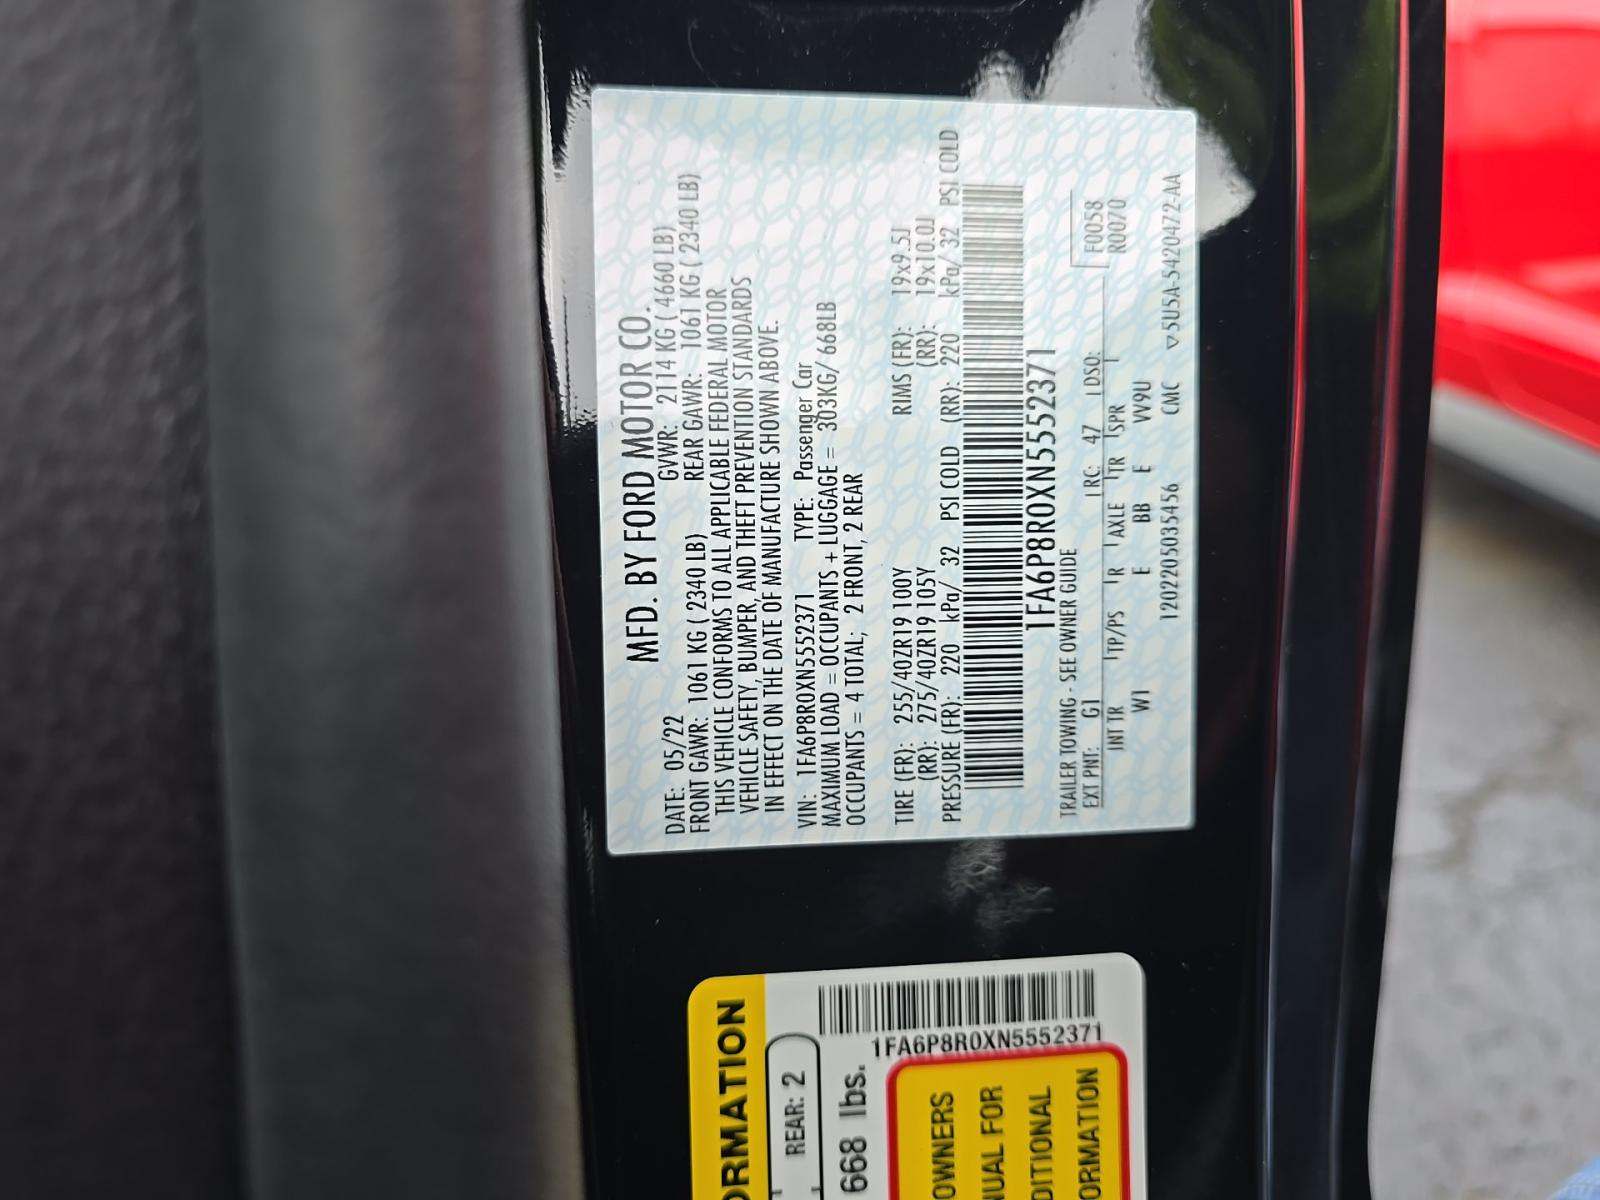 MFD. BY FORD MOTOR CO.
DATE: 05/22 GVWR: 2114 KG ( 4660 LB)
FRONT GAWR: 1061 KG ( 2340 LB) REAR GAWR: 1061 KG ( 2340 LB)
THIS VEHICLE CONFORMS TO ALL APPLICABLE FEDERAL MOTOR
VEHICLE SAFETY, BUMPER, AND THEFT PREVENTION STANDARDS
IN EFFECT ON THE DATE OF MANUFACTURE SHOWN ABOVE.
VIN: 1FA6P8R0XN5552371 TYPE: Passenger Car
MAXIMUM LOAD = OCCUPANTS + LUGGAGE = 303KG/ 668LB
OCCUPANTS = 4 TOTAL; 2 FRONT, 2 REAR
TIRE (FR): 255/40ZR19 100Y RIMS (FR): 19x9.5J
(RR): 275/40ZR19 105Y (RR): 19x10.0J
PRESSURE (FR): 220 kPa/ 32 PSI COLD (RR): 220 kPa/ 32 PSI COLD
1FA6P8R0XN5552371
TRAILER TOWING - SEE OWNER GUIDE F0058
EXT PNT: G1 RC: 47 DSO: R0070
INT TR TP/PS R AXLE TR SPR
W1 E BB E VV9U
120220503545​6 CMC 5U5A-5420472-AA
ORMATION
REAR: 2
668 lbs.
1FA6P8R0XN5552371
OWNERS
NUAL FOR
DITIONAL
ORMATION